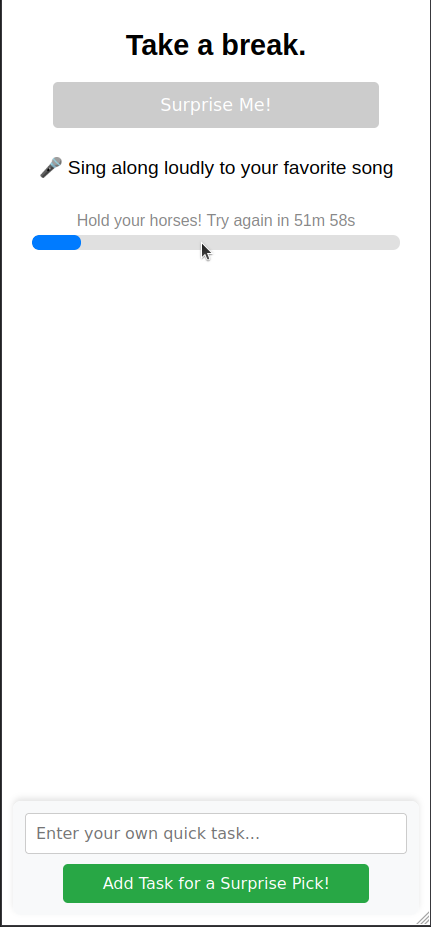 Take a break.
Surprise Me!
🎤 Sing along loudly to your favorite song
Hold your horses! Try again in 51m 58s
Enter your own quick task...
Add Task for a Surprise Pick!